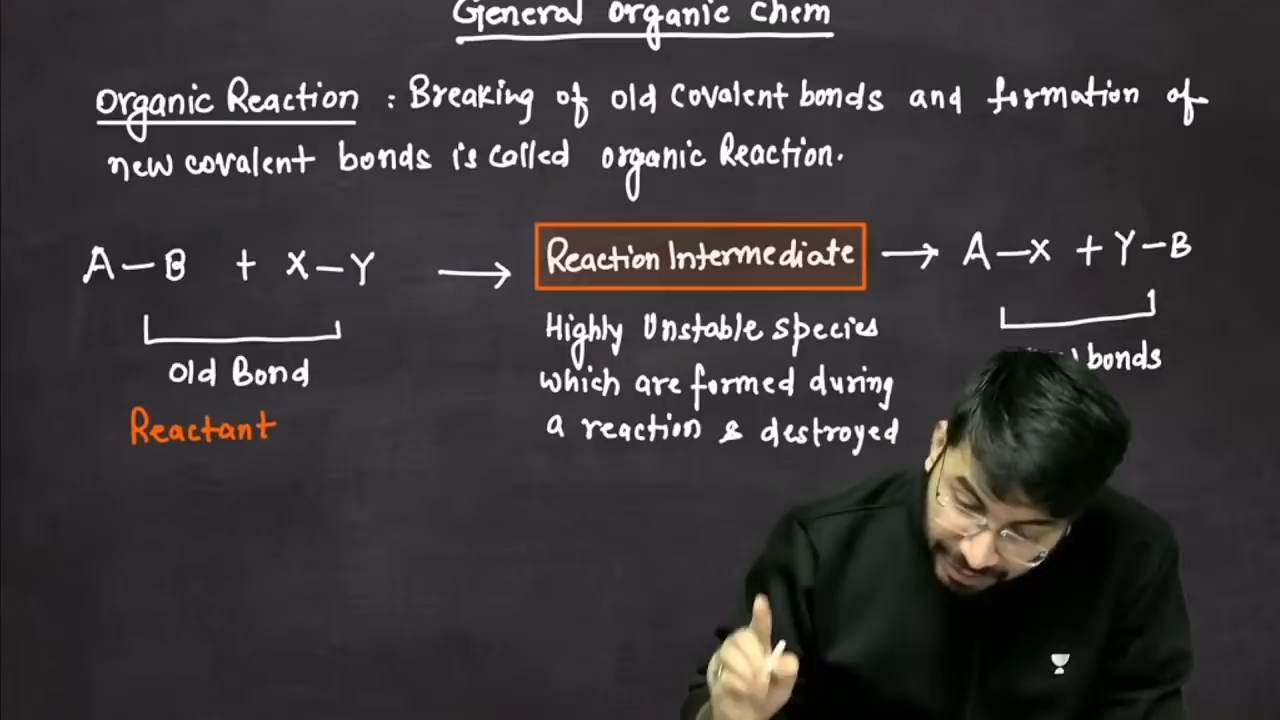 General organic Chem
Organic Reaction : Breaking of old covalent bonds and formation of
new covalent bonds is called organic Reaction.
A–B + X–Y → Reaction Intermediate → A–X + Y–B
Old Bond
Reactant
Highly Unstable species
which are formed during
a reaction & destroyed
bonds